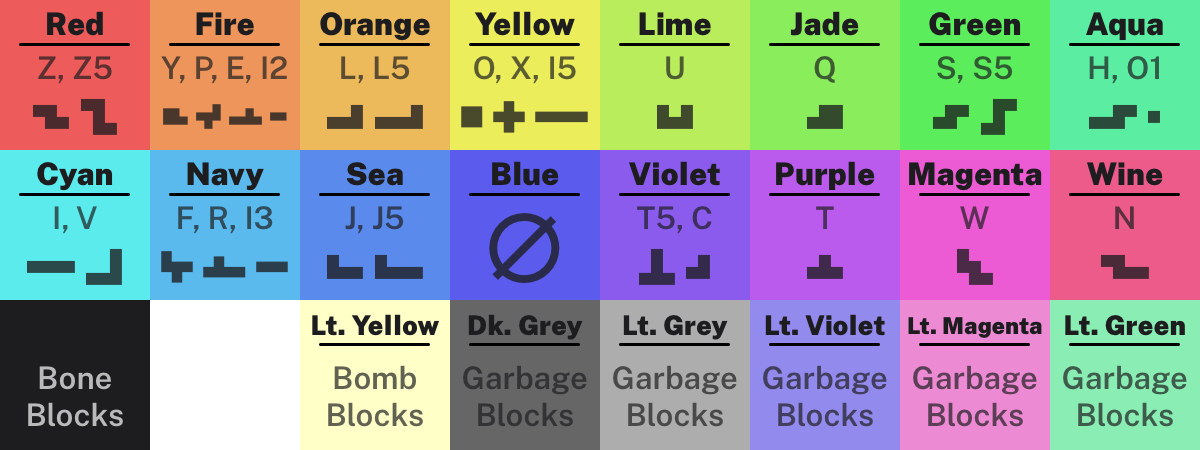 Red
Z, Z5
Fire
Y, P, E, I2
Orange
L, L5
Yellow
O, X, I5
Lime
U
Jade
Q
Green
S, S5
Aqua
H, O1
Cyan
I, V
Navy
F, R, I3
Sea
J, J5
Blue
Violet
T5, C
Purple
T
Magenta
W
Wine
N
Bone
Blocks
Lt. Yellow
Bomb
Blocks
Dk. Grey
Garbage
Blocks
Lt. Grey
Garbage
Blocks
Lt. Violet
Garbage
Blocks
Lt. Magenta
Garbage
Blocks
Lt. Green
Garbage
Blocks